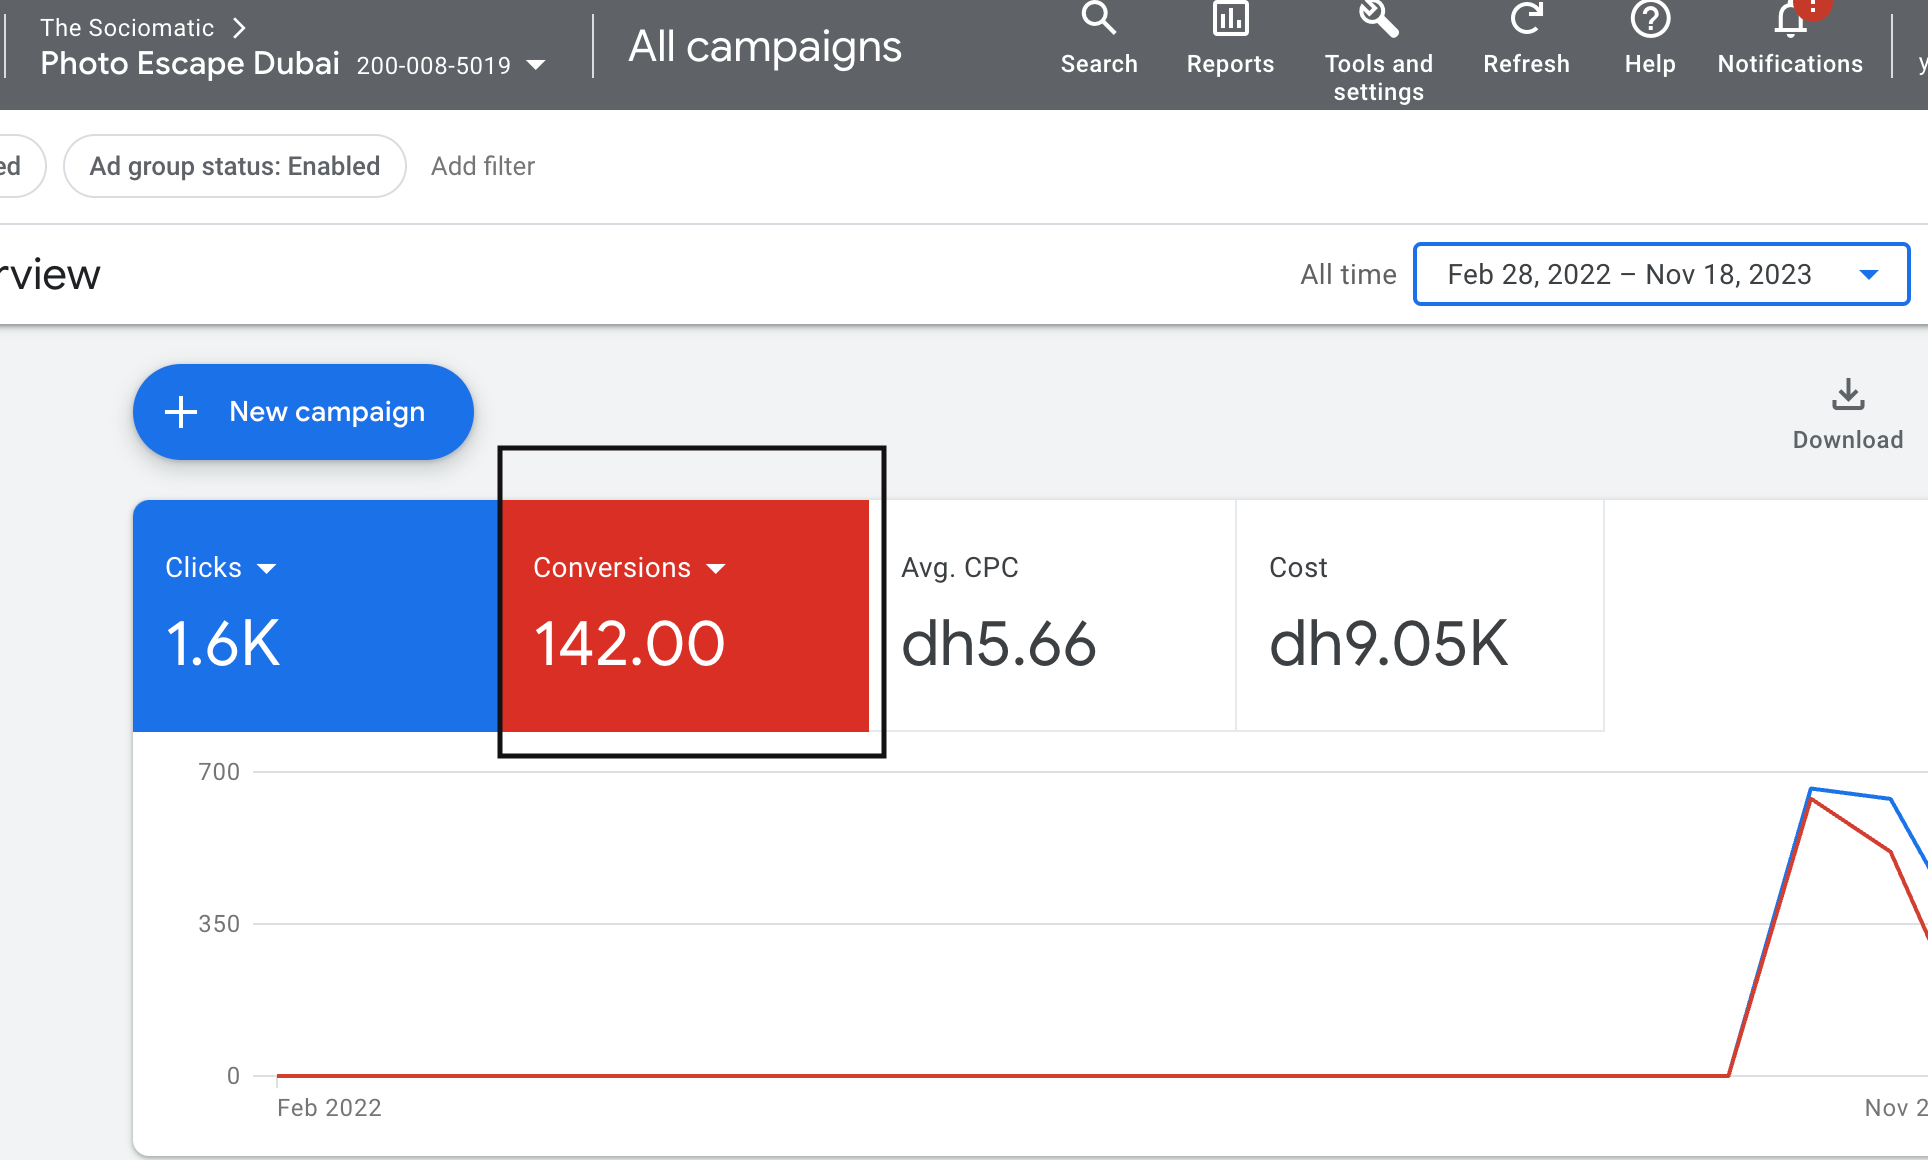 The Sociomatic
Photo Escape Dubai 200-008-5019
All campaigns
Search
Reports
Tools and
settings
Refresh
Help
Notifications
Ad group status: Enabled
Add filter
All time
Feb 28, 2022 – Nov 18, 2023
New campaign
Download
Clicks
1.6K
Conversions
142.00
Avg. CPC
dh5.66
Cost
dh9.05K
700
350
0
Feb 2022
Nov 2